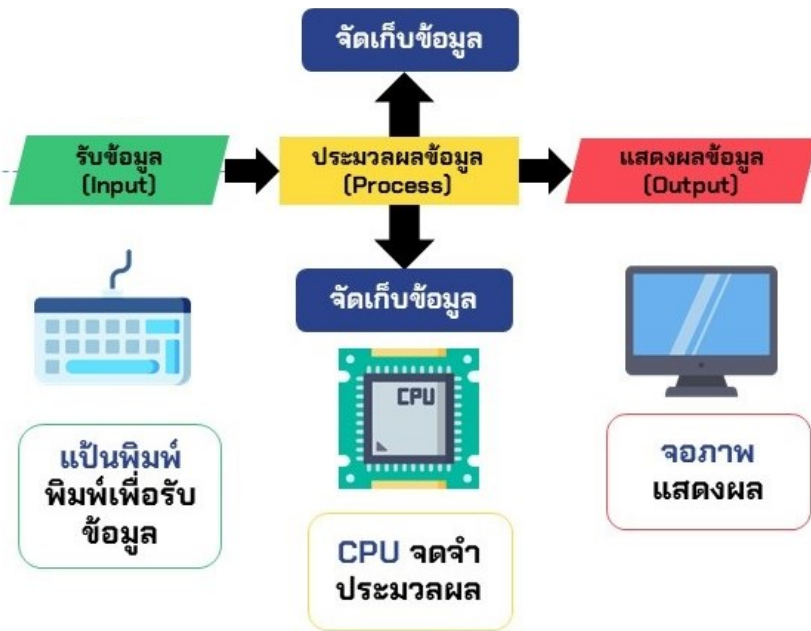 จัดเก็บข้อมูล
รับข้อมูล
(Input)
ประมวลผลข้อมูล
(Process)
แสดงผลข้อมูล
(Output)
จัดเก็บข้อมูล
CPU
แป้นพิมพ์
พิมพ์เพื่อรับ
ข้อมูล
CPU จดจำ
ประมวลผล
จอภาพ
แสดงผล